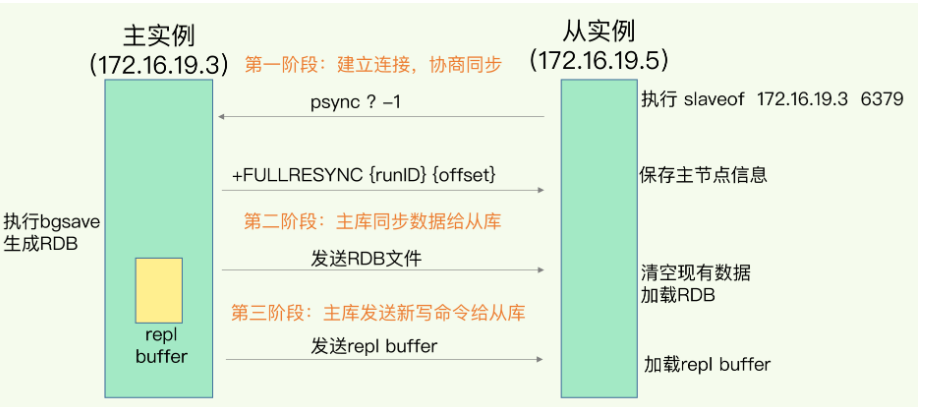 主实例
(172.16.19.3)
从实例
(172.16.19.5)
第一阶段：建立连接，协商同步
psync ? -1
执行 slaveof 172.16.19.3 6379
+FULLRESYNC {runID} {offset}
保存主节点信息
执行bgsave
生成RDB
第二阶段：主库同步数据给从库
发送RDB文件
清空现有数据
加载RDB
第三阶段：主库发送新写命令给从库
repl
buffer
发送repl buffer
加载repl buffer